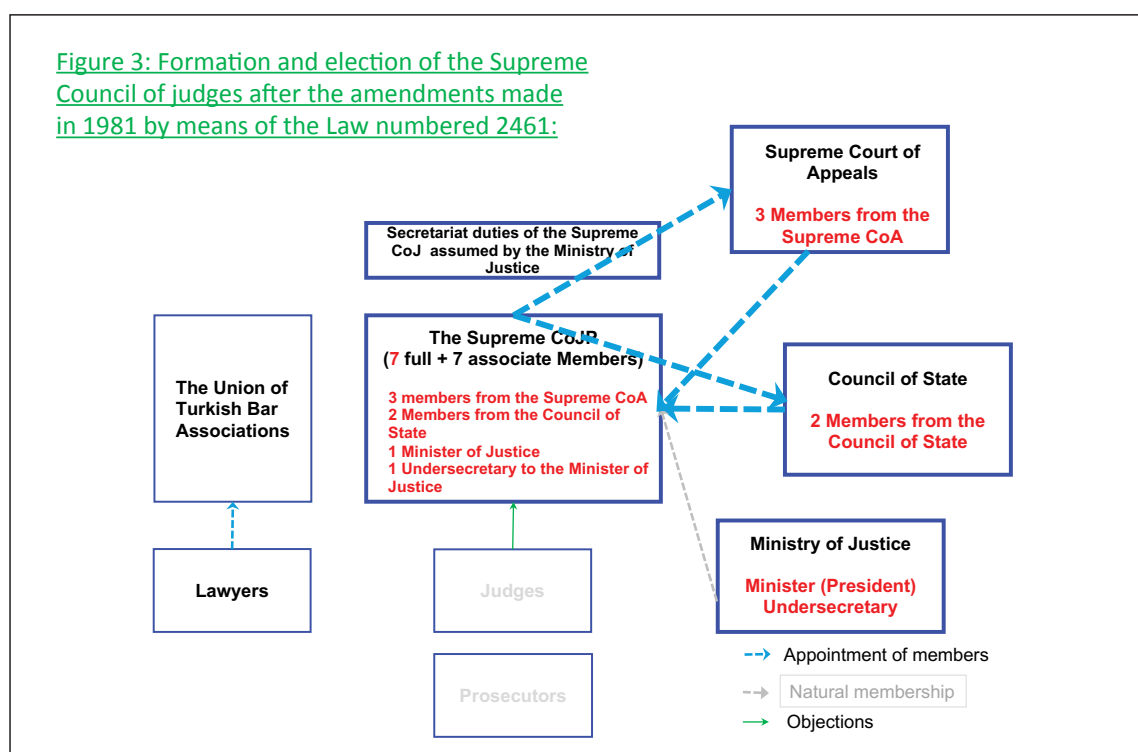 Figure 3: Formation and election of the Supreme
Council of judges after the amendments made
in 1981 by means of the Law numbered 2461:
Supreme Court of
Appeals
3 Members from the
Supreme CoA
Secretariat duties of the Supreme
CoJ assumed by the Ministry of
Justice
The Union of
Turkish Bar
Associations
The Supreme CoJP
(7 full + 7 associate Members)
3 members from the Supreme CoA
2 Members from the Council of
State
1 Minister of Justice
1 Undersecretary to the Minister of
Justice
Council of State
2 Members from the
Council of State
Lawyers
Judges
Ministry of Justice
Minister (President)
Undersecretary
Prosecutors
Appointment of members
Natural membership
Objections